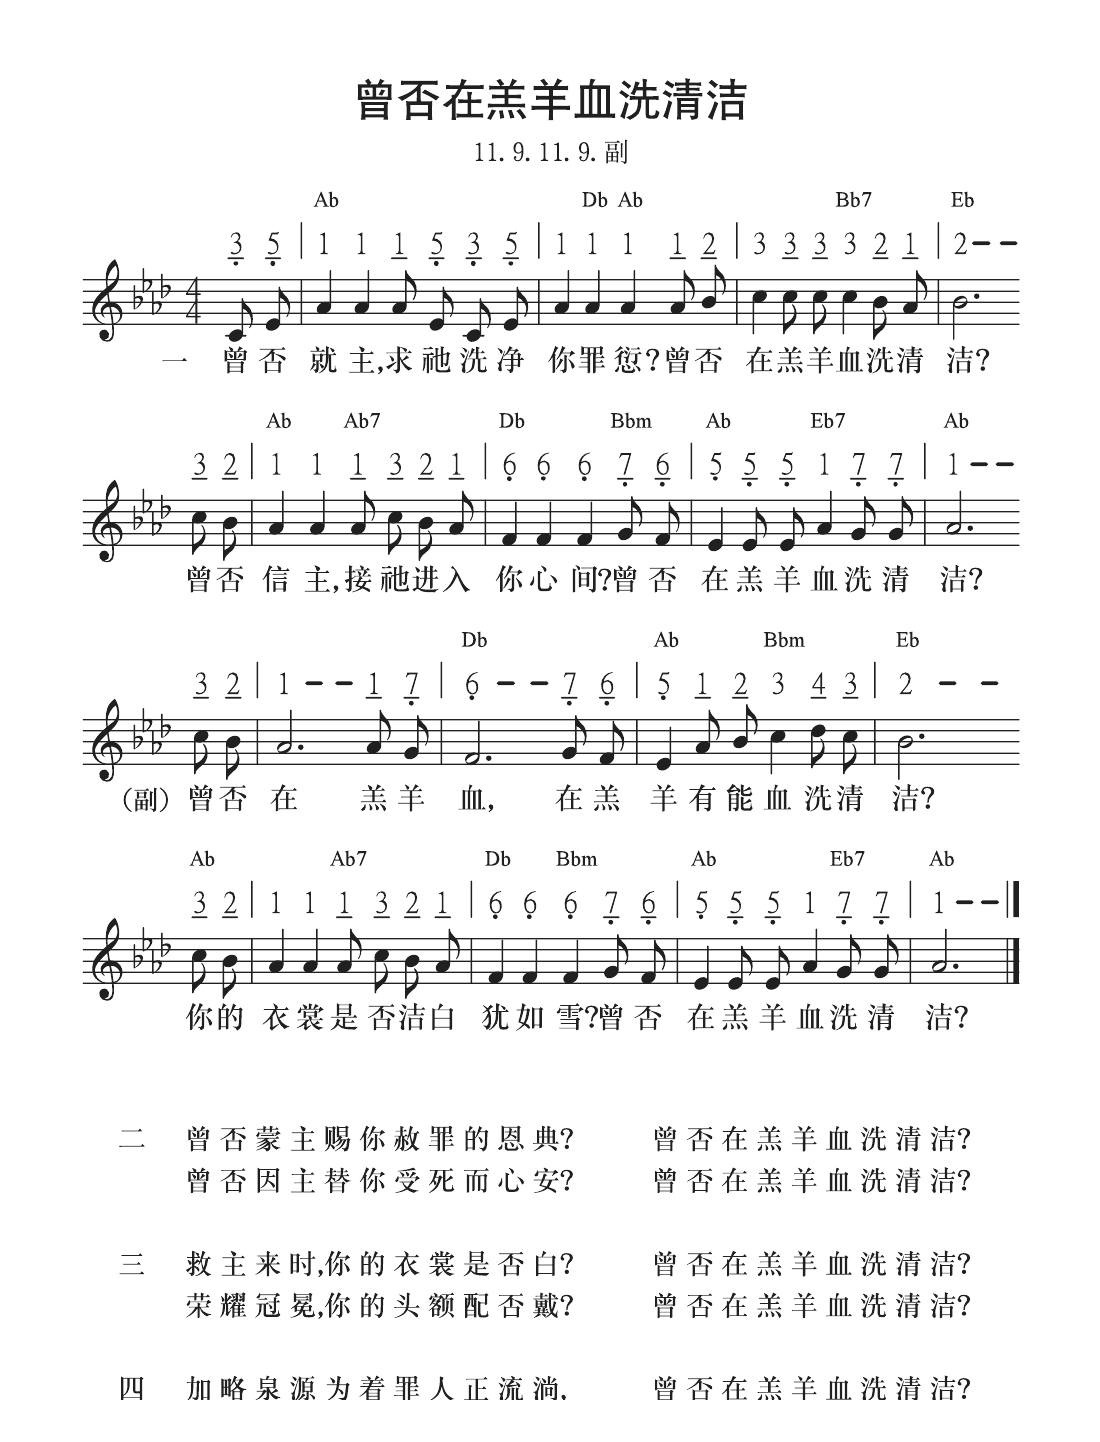 曾否在羔羊血洗清洁
11.9.11.9.副
Ab Db Ab Bb7 Eb
3 5 | 1 1 1 5 3 5 | 1 1 1 1 2 | 3 3 3 3 2 1 | 2 - -
4
4
一 曾否就主,求祂洗净你罪愆?曾否在羔羊血洗清洁?
Ab Ab7 Db Bbm Ab Eb7 Ab
3 2 | 1 1 1 3 2 1 | 6 6 6 7 6 | 5 5 5 1 7 7 | 1 - -
曾否信主,接祂进入你心间?曾否在羔羊血洗清洁?
Db Ab Bbm Eb
3 2 | 1 - - 1 7 | 6 - - 7 6 | 5 1 2 3 4 3 | 2 - -
(副) 曾否在羔羊血,在羔羊有能血洗清洁?
Ab Ab7 Db Bbm Ab Eb7 Ab
3 2 | 1 1 1 3 2 1 | 6 6 6 7 6 | 5 5 5 1 7 7 | 1 - -
你的衣裳是否洁白犹如雪?曾否在羔羊血洗清洁?
二 曾否蒙主赐你赦罪的恩典? 曾否在羔羊血洗清洁?
曾否因主替你受死而心安? 曾否在羔羊血洗清洁?
三 救主来时,你的衣裳是否白? 曾否在羔羊血洗清洁?
荣耀冠冕,你的头额配否戴? 曾否在羔羊血洗清洁?
四 加略泉源为着罪人正流淌, 曾否在羔羊血洗清洁?